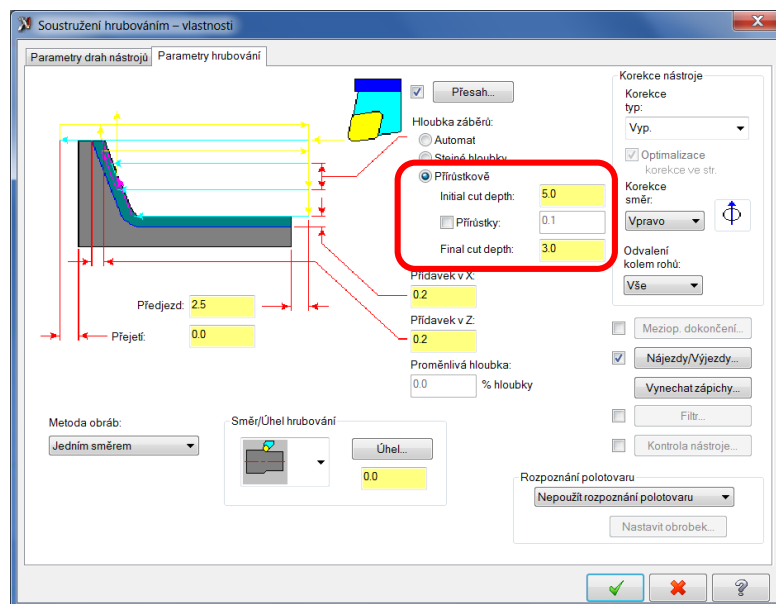 Soustružení hrubováním – vlastnosti
Parametry drah nástrojů
Parametry hrubování
Přesah...
Hloubka záběrů:
Automat
Stejné hloubky
Přírůstkově
Initial cut depth:
5.0
Přírůstky:
0.1
Final cut depth:
3.0
Přídavek v X:
0.2
Přídavek v Z:
0.2
Proměnlivá hloubka:
0.0
% hloubky
Předjezd:
2.5
Přejetí:
0.0
Metoda obráb:
Jedním směrem
Směr/Úhel hrubování
Úhel...
0.0
Korekce nástroje
Korekce
typ:
Vyp.
Optimalizace
korekce ve str.
Korekce
směr:
Vpravo
Odvalení
kolem rohů:
Vše
Meziop. dokončení...
Nájezdy/Výjezdy...
Vynechat zápichy...
Filtr...
Kontrola nástroje...
Rozpoznání polotovaru
Nepoužít rozpoznání polotovaru
Nastavit obrobek...